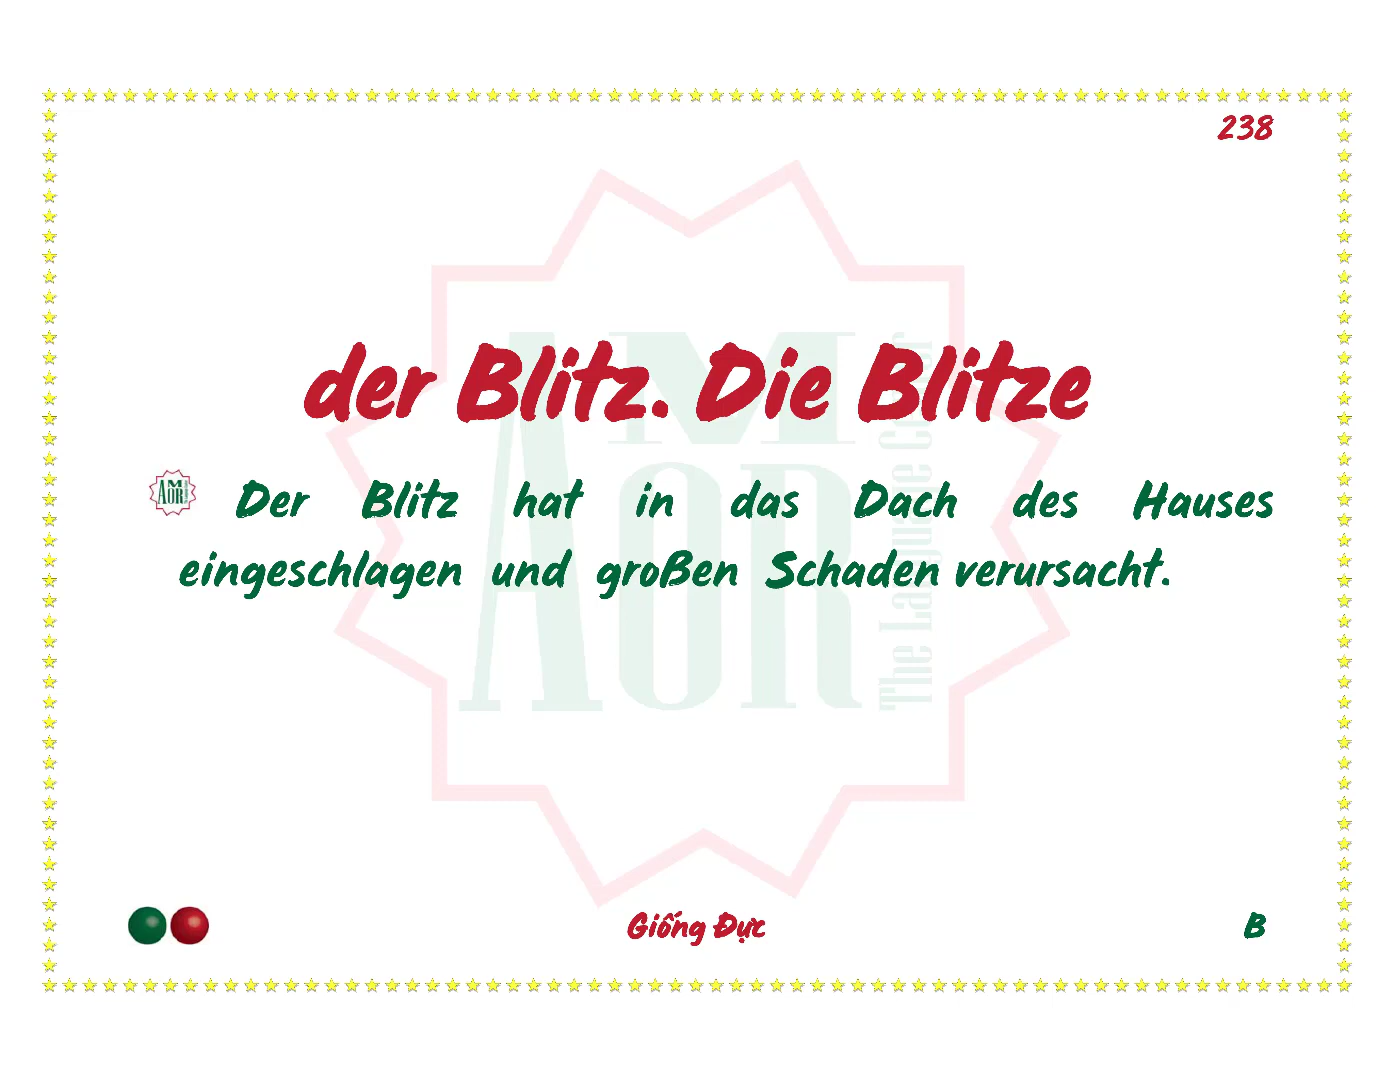 238
der Blitz. Die Blitze
Der Blitz hat in das Dach des Hauses
eingeschlagen und großen Schaden verursacht.
Giống Đực
B
AMOR